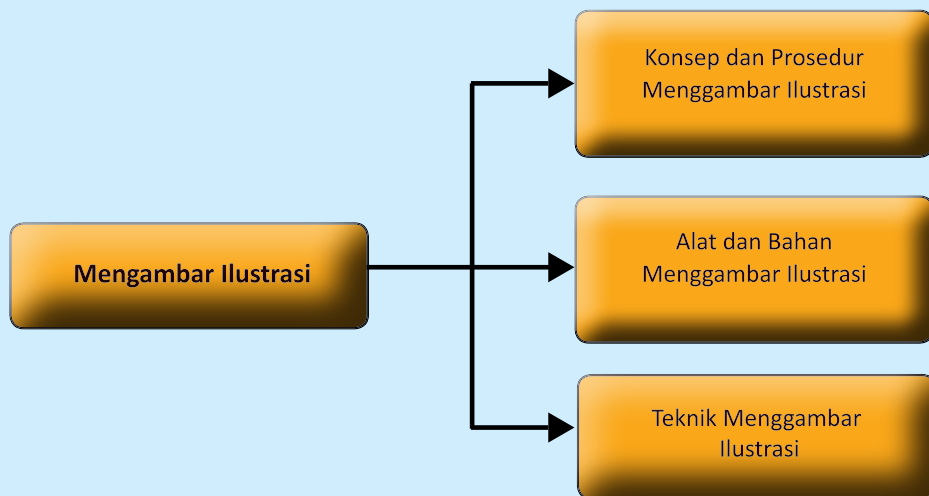 Mengambar Ilustrasi
Konsep dan Prosedur
Menggambar Ilustrasi
Alat dan Bahan
Menggambar Ilustrasi
Teknik Menggambar
Ilustrasi